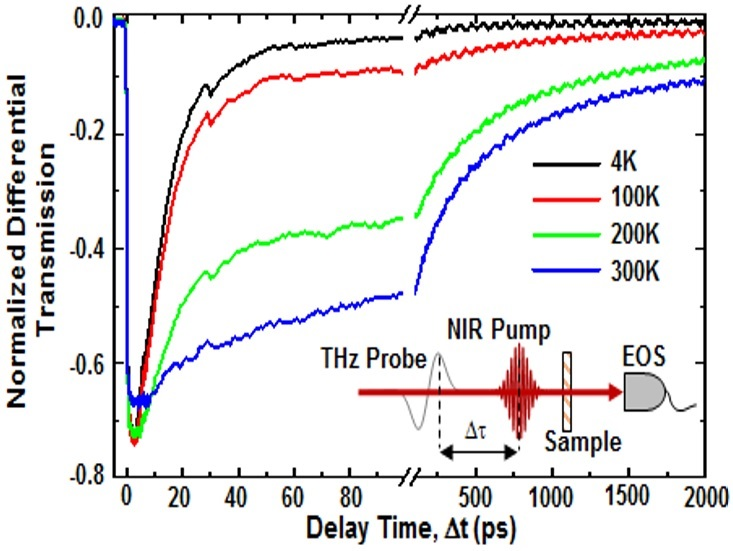 Normalized Differential
Transmission
0.0
-0.2
-0.4
-0.6
-0.8
4K
100K
200K
300K
NIR Pump
THz Probe
EOS
Δτ
Sample
0 20 40 60 80 500 1000 1500 2000
Delay Time, Δt (ps)